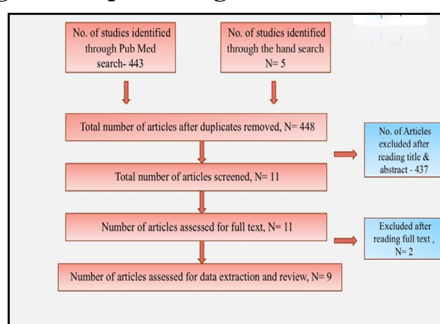 No. of studies identified
through Pub Med
search- 443
No. of studies identified
through the hand search
N= 5
Total number of articles after duplicates removed, N= 448
No. of Articles
excluded after
reading title &
abstract - 437
Total number of articles screened, N= 11
Number of articles assessed for full text, N= 11
Excluded after
reading full text ,
N= 2
Number of articles assessed for data extraction and review, N= 9